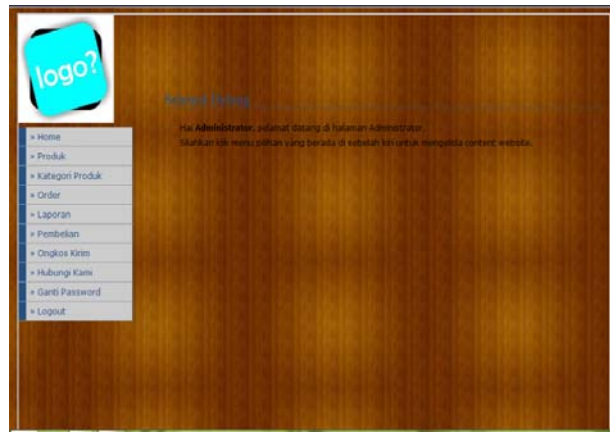 logo?
Selamat Datang
Hai Administrator, selamat datang di halaman Administrator.
Silahkan klik menu pilihan yang berada di sebelah kiri untuk mengelola content website.
» Home
» Produk
» Kategori Produk
» Order
» Laporan
» Pembelian
» Ongkos Kirim
» Hubungi Kami
» Ganti Password
» Logout